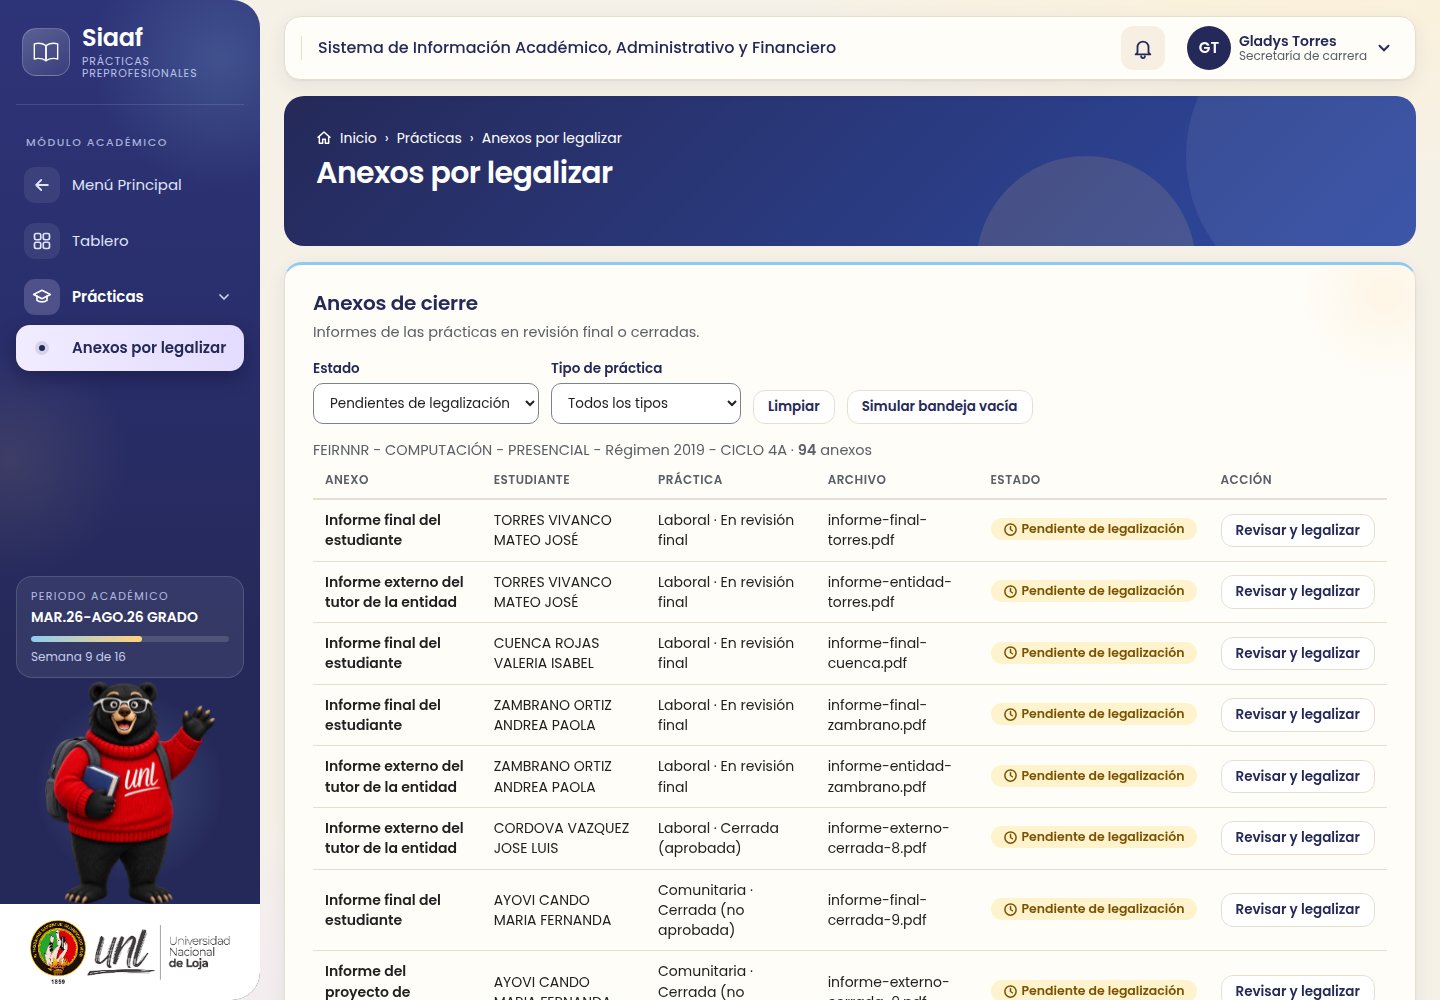 Siaaf
PRÁCTICAS
PREPROFESIONALES
MÓDULO ACADÉMICO
Menú Principal
Tablero
Prácticas
Anexos por legalizar
PERIODO ACADÉMICO
MAR.26-AGO.26 GRADO
Semana 9 de 16
unl
1859
unl
Universidad
Nacional
de Loja
Sistema de Información Académico, Administrativo y Financiero
GT
Gladys Torres
Secretaría de carrera
Inicio › Prácticas › Anexos por legalizar
Anexos por legalizar
Anexos de cierre
Informes de las prácticas en revisión final o cerradas.
Estado
Tipo de práctica
Pendientes de legalización
Todos los tipos
Limpiar
Simular bandeja vacía
FEIRNNR - COMPUTACIÓN - PRESENCIAL - Régimen 2019 - CICLO 4A · 94 anexos
ANEXO ESTUDIANTE PRÁCTICA ARCHIVO ESTADO ACCIÓN
Informe final del TORRES VIVANCO Laboral · En revisión informe-final- Pendiente de legalización Revisar y legalizar
estudiante MATEO JOSÉ final torres.pdf
Informe externo del TORRES VIVANCO Laboral · En revisión informe-entidad- Pendiente de legalización Revisar y legalizar
tutor de la entidad MATEO JOSÉ final torres.pdf
Informe final del CUENCA ROJAS Laboral · En revisión informe-final- Pendiente de legalización Revisar y legalizar
estudiante VALERIA ISABEL final cuenca.pdf
Informe final del ZAMBRANO ORTIZ Laboral · En revisión informe-final- Pendiente de legalización Revisar y legalizar
estudiante ANDREA PAOLA final zambrano.pdf
Informe externo del ZAMBRANO ORTIZ Laboral · En revisión informe-entidad- Pendiente de legalización Revisar y legalizar
tutor de la entidad ANDREA PAOLA final zambrano.pdf
Informe externo del CORDOVA VAZQUEZ Laboral · Cerrada informe-externo- Pendiente de legalización Revisar y legalizar
tutor de la entidad JOSE LUIS (aprobada) cerrada-8.pdf
Informe final del AYOVI CANDO Comunitaria · informe-final- Pendiente de legalización Revisar y legalizar
estudiante MARIA FERNANDA Cerrada (no cerrada-9.pdf
aprobada)
Informe del AYOVI CANDO Comunitaria · informe-externo- Pendiente de legalización Revisar y legalizar
proyecto de MARIA FERNANDA Cerrada (no cerrada-9.pdf